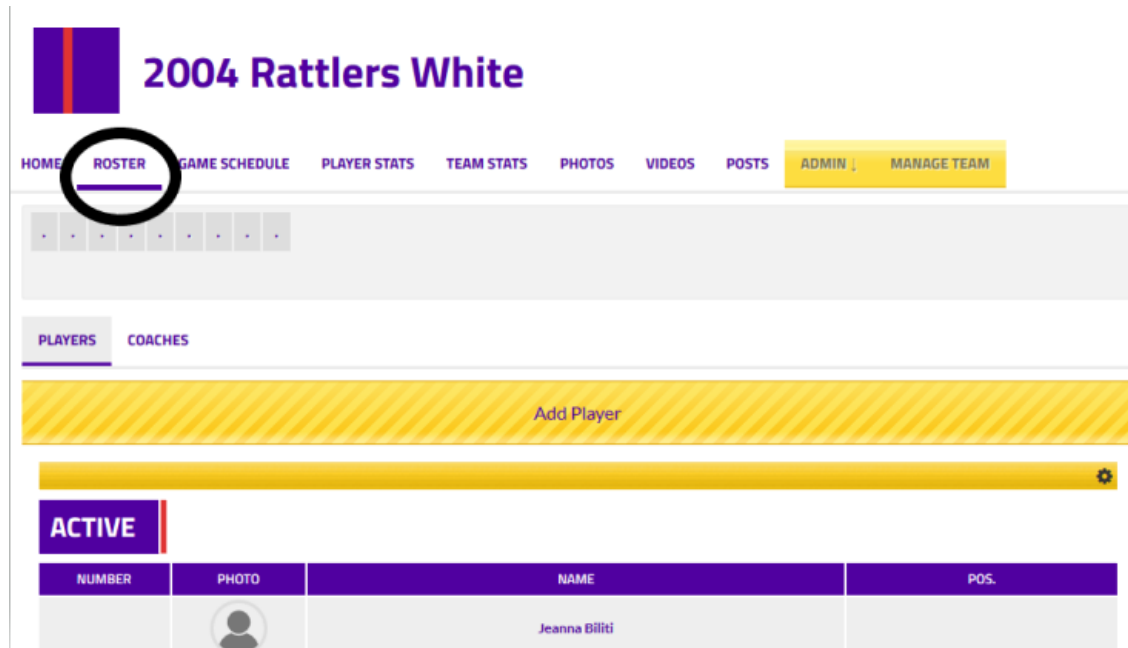 2004 Rattlers White
HOME ROSTER GAME SCHEDULE PLAYER STATS TEAM STATS PHOTOS VIDEOS POSTS ADMIN ↓ MANAGE TEAM
. . . . . . . . .
PLAYERS COACHES
Add Player
ACTIVE
NUMBER PHOTO NAME POS.
Jeanna Biliti